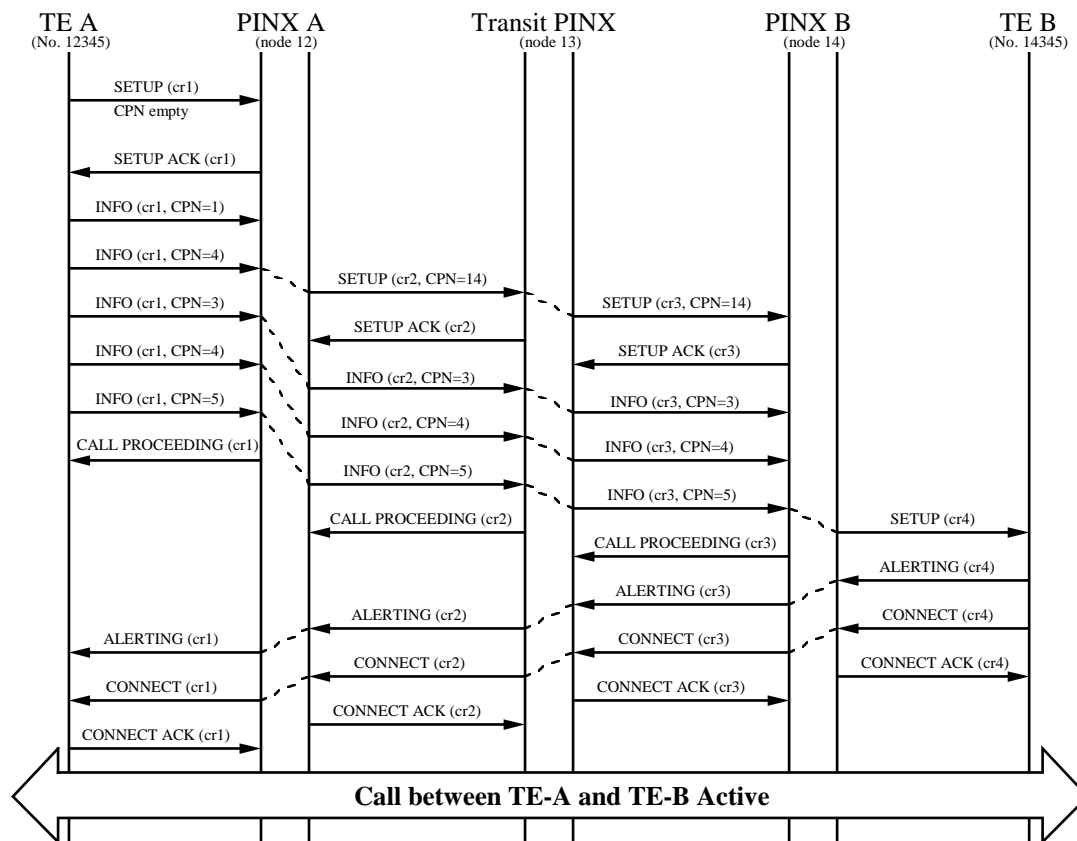 TE A
(No. 12345)
PINX A
(node 12)
Transit PINX
(node 13)
PINX B
(node 14)
TE B
(No. 14345)
SETUP (cr1)
CPN empty
SETUP ACK (cr1)
INFO (cr1, CPN=1)
INFO (cr1, CPN=4)
SETUP (cr2, CPN=14)
SETUP (cr3, CPN=14)
INFO (cr1, CPN=3)
SETUP ACK (cr2)
SETUP ACK (cr3)
INFO (cr1, CPN=4)
INFO (cr2, CPN=3)
INFO (cr3, CPN=3)
INFO (cr1, CPN=5)
INFO (cr2, CPN=4)
INFO (cr3, CPN=4)
CALL PROCEEDING (cr1)
INFO (cr2, CPN=5)
INFO (cr3, CPN=5)
SETUP (cr4)
CALL PROCEEDING (cr2)
CALL PROCEEDING (cr3)
ALERTING (cr4)
ALERTING (cr3)
ALERTING (cr2)
CONNECT (cr4)
ALERTING (cr1)
CONNECT (cr3)
CONNECT (cr2)
CONNECT ACK (cr4)
CONNECT (cr1)
CONNECT ACK (cr3)
CONNECT ACK (cr2)
CONNECT ACK (cr1)
Call between TE-A and TE-B Active